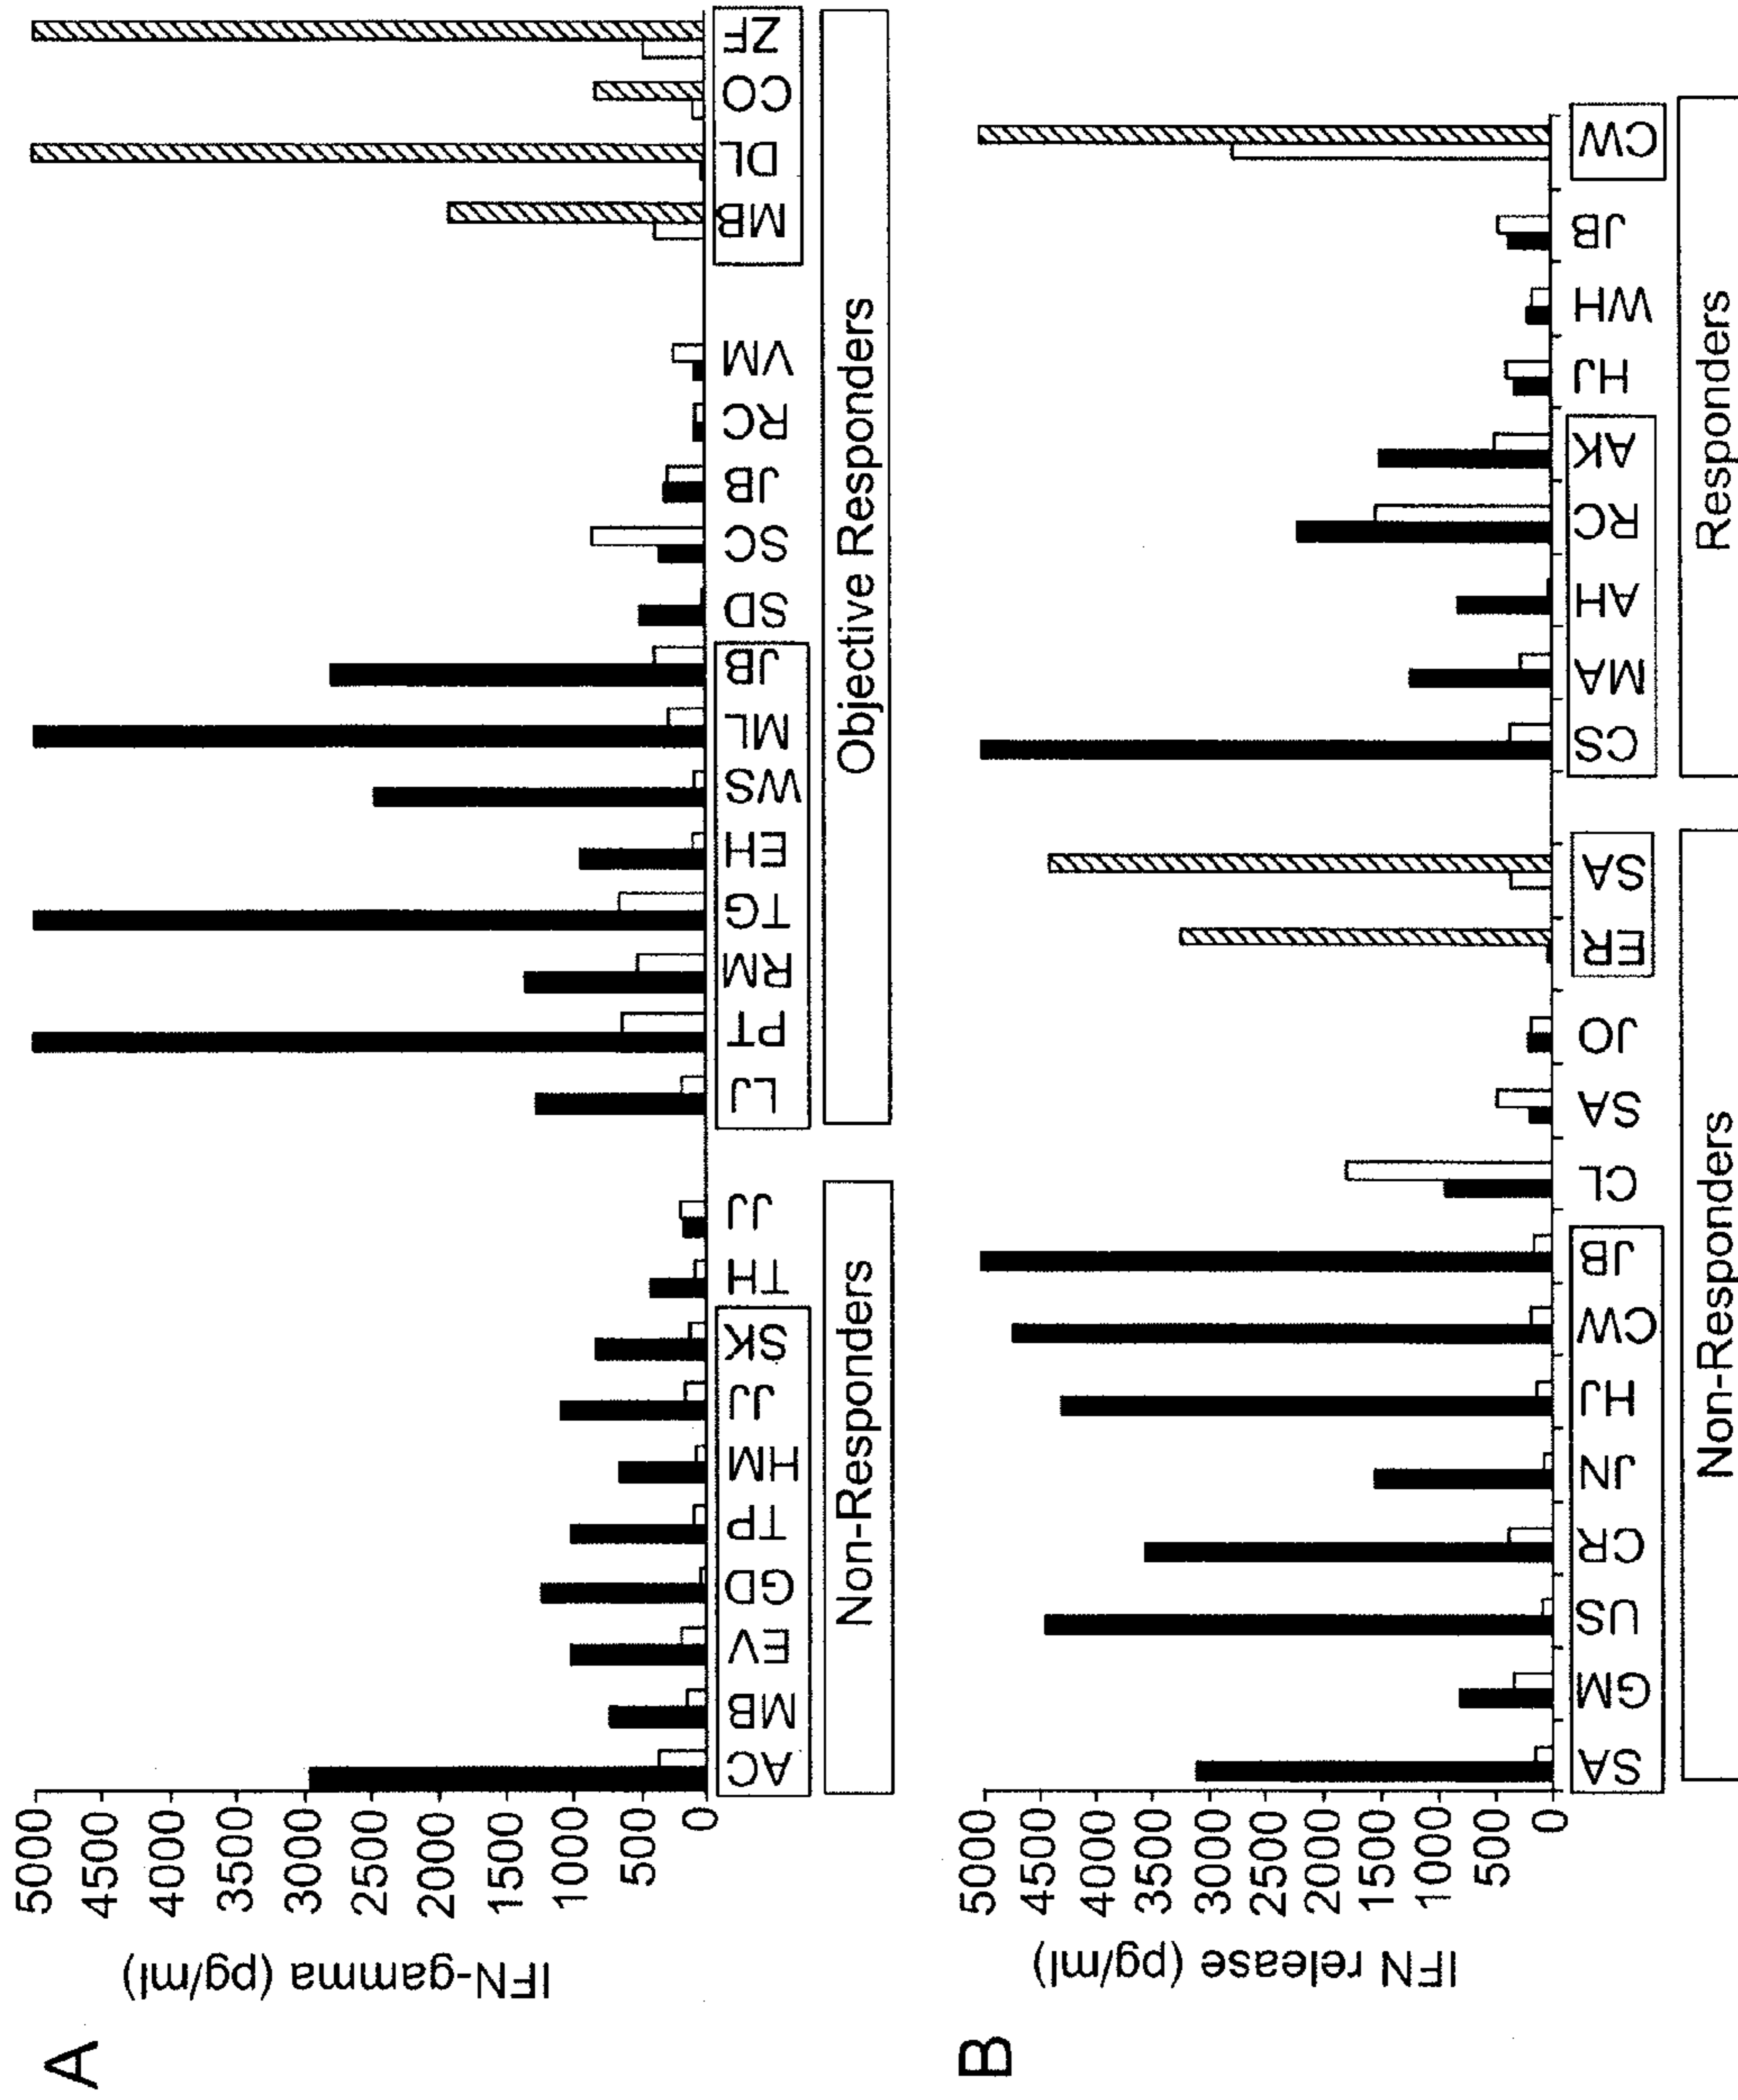 A
IFN-gamma (pg/ml)
5000
4500
4000
3500
3000
2500
2000
1500
1000
500
0
AC MB EV GD TP HM JJ SK TH JJ LJ PT RM TG EH WS ML JB SD SC JB RC VM MB DL CO ZF
Non-Responders Objective Responders
B
IFN release (pg/ml)
5000
4500
4000
3500
3000
2500
2000
1500
1000
500
0
SA GM US CR JN HJ CW JB CL SA JO ER SA CS MA AH RC AK HJ WH JB CW
Non-Responders Responders